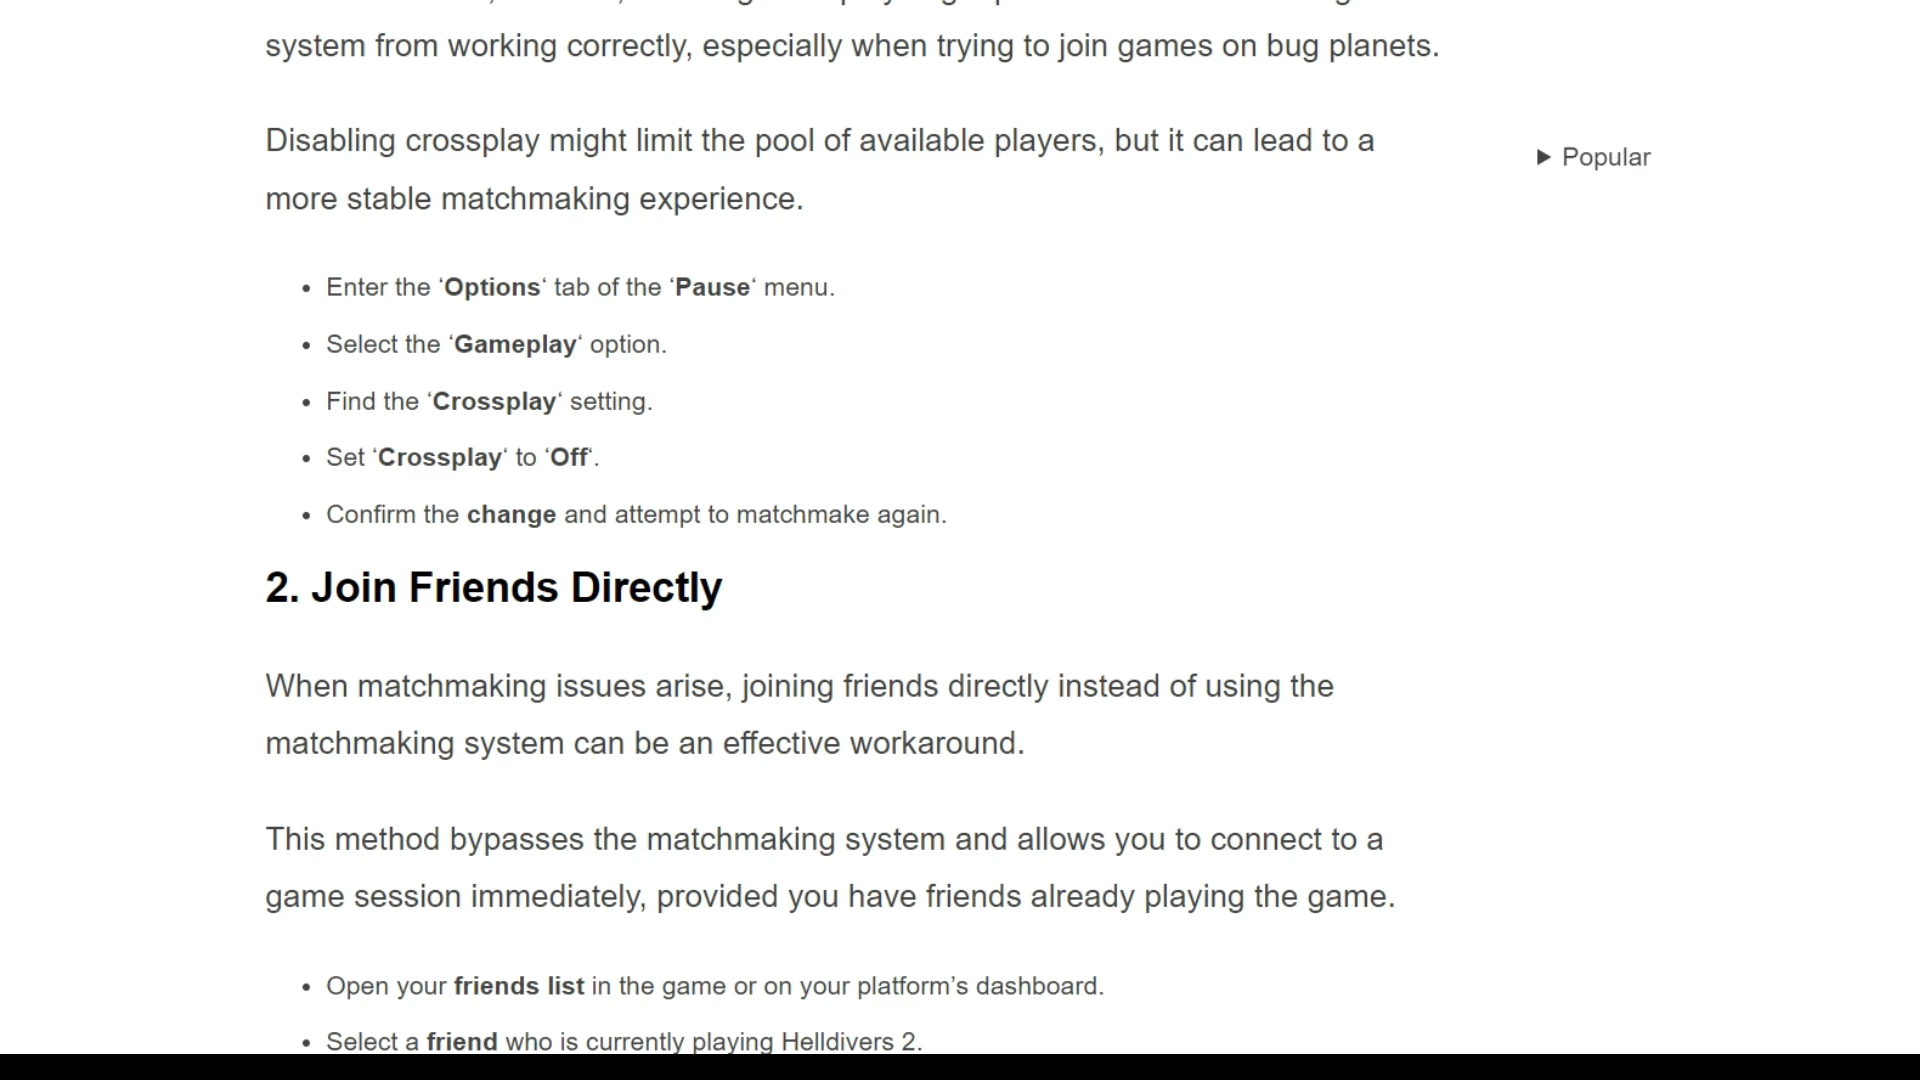 system from working correctly, especially when trying to join games on bug planets.
Disabling crossplay might limit the pool of available players, but it can lead to a
more stable matchmaking experience.
▶ Popular
• Enter the ‘Options‘ tab of the ‘Pause‘ menu.
• Select the ‘Gameplay‘ option.
• Find the ‘Crossplay‘ setting.
• Set ‘Crossplay‘ to ‘Off‘.
• Confirm the change and attempt to matchmake again.
2. Join Friends Directly
When matchmaking issues arise, joining friends directly instead of using the
matchmaking system can be an effective workaround.
This method bypasses the matchmaking system and allows you to connect to a
game session immediately, provided you have friends already playing the game.
• Open your friends list in the game or on your platform’s dashboard.
• Select a friend who is currently playing Helldivers 2.